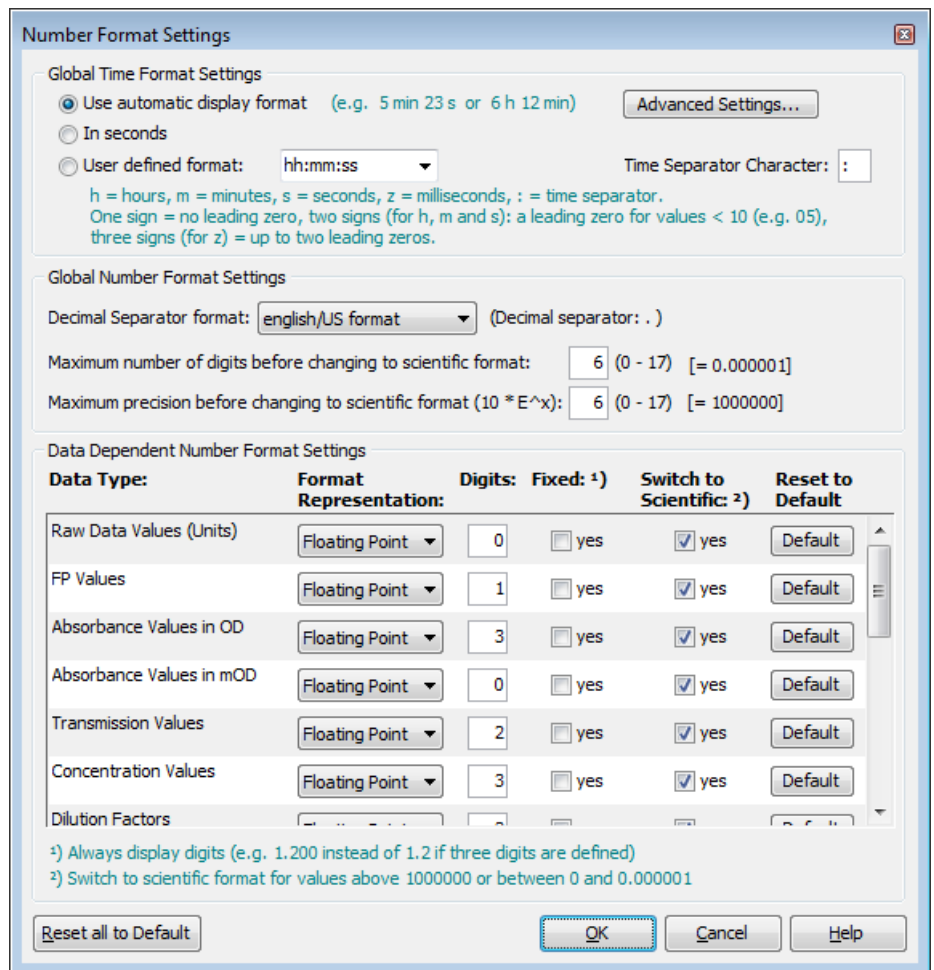 Number Format Settings
Global Time Format Settings
Use automatic display format (e.g. 5 min 23 s or 6 h 12 min) Advanced Settings...
In seconds
User defined format: hh:mm:ss Time Separator Character: :
h = hours, m = minutes, s = seconds, z = milliseconds, : = time separator.
One sign = no leading zero, two signs (for h, m and s): a leading zero for values < 10 (e.g. 05),
three signs (for z) = up to two leading zeros.
Global Number Format Settings
Decimal Separator format: english/US format (Decimal separator: . )
Maximum number of digits before changing to scientific format: 6 (0 - 17) [= 0.000001]
Maximum precision before changing to scientific format (10 * E^x): 6 (0 - 17) [= 1000000]
Data Dependent Number Format Settings
Data Type: Format Digits: Fixed: ¹) Switch to Reset to
Representation: Scientific: ²) Default
Raw Data Values (Units) Floating Point 0 yes yes Default
FP Values Floating Point 1 yes yes Default
Absorbance Values in OD Floating Point 3 yes yes Default
Absorbance Values in mOD Floating Point 0 yes yes Default
Transmission Values Floating Point 2 yes yes Default
Concentration Values Floating Point 3 yes yes Default
Dilution Factors
¹) Always display digits (e.g. 1.200 instead of 1.2 if three digits are defined)
²) Switch to scientific format for values above 1000000 or between 0 and 0.000001
Reset all to Default OK Cancel Help